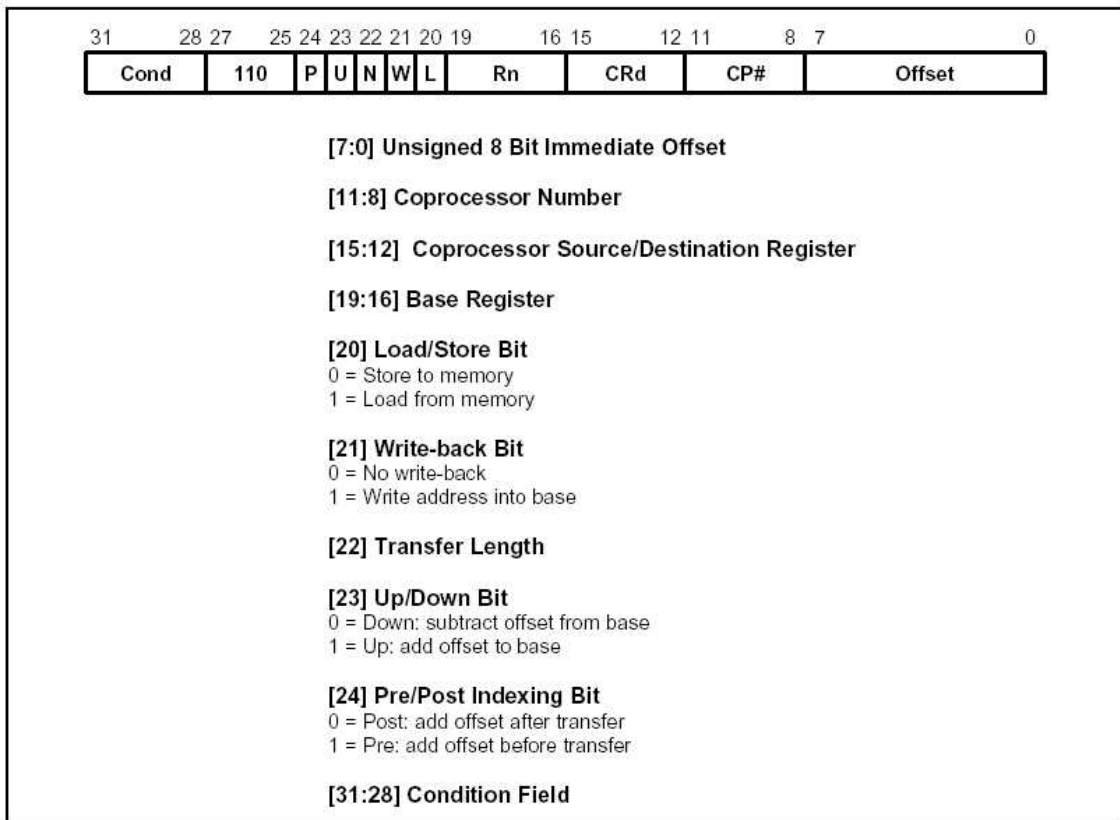 31 28 27 25 24 23 22 21 20 19 16 15 12 11 8 7 0
Cond 110 P U N W L Rn CRd CP# Offset
[7:0] Unsigned 8 Bit Immediate Offset
[11:8] Coprocessor Number
[15:12] Coprocessor Source/Destination Register
[19:16] Base Register
[20] Load/Store Bit
0 = Store to memory
1 = Load from memory
[21] Write-back Bit
0 = No write-back
1 = Write address into base
[22] Transfer Length
[23] Up/Down Bit
0 = Down: subtract offset from base
1 = Up: add offset to base
[24] Pre/Post Indexing Bit
0 = Post: add offset after transfer
1 = Pre: add offset before transfer
[31:28] Condition Field